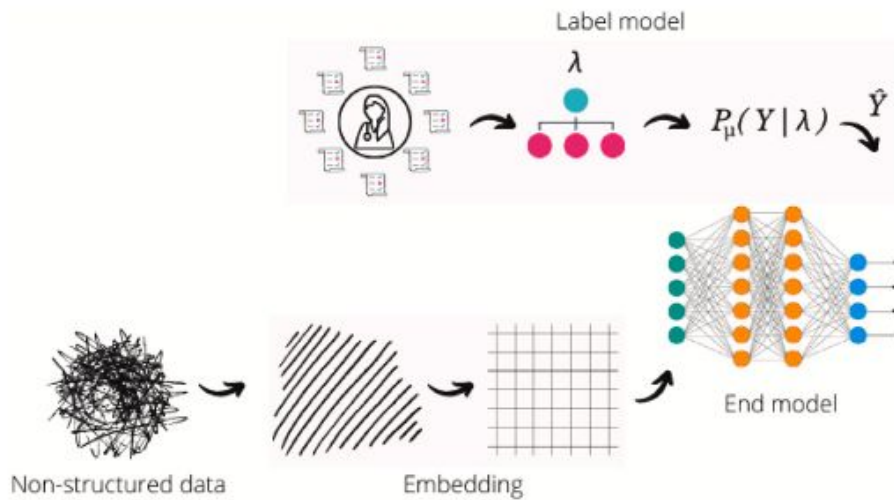 Label model
λ
P_μ(Y|λ)
Ŷ
End model
Non-structured data
Embedding